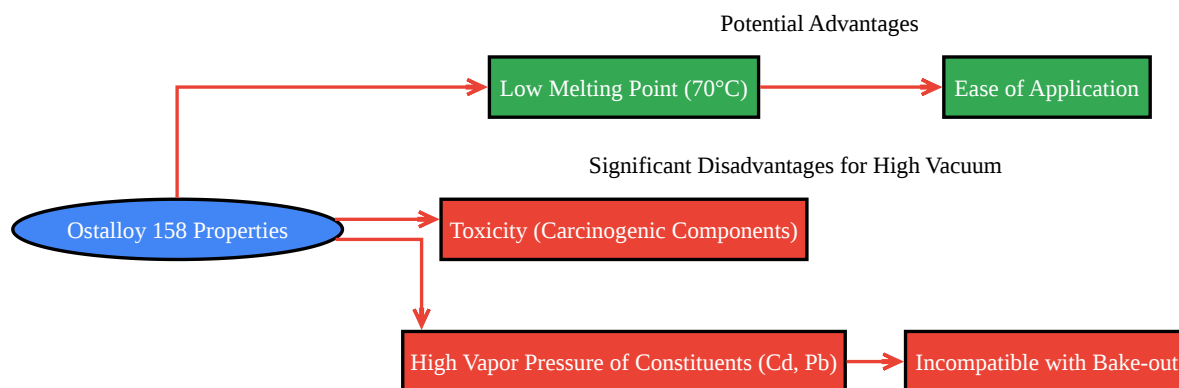 Potential Advantages
Low Melting Point (70°C)
Ease of Application
Significant Disadvantages for High Vacuum
Ostalloy 158 Properties
Toxicity (Carcinogenic Components)
High Vapor Pressure of Constituents (Cd, Pb)
Incompatible with Bake-out